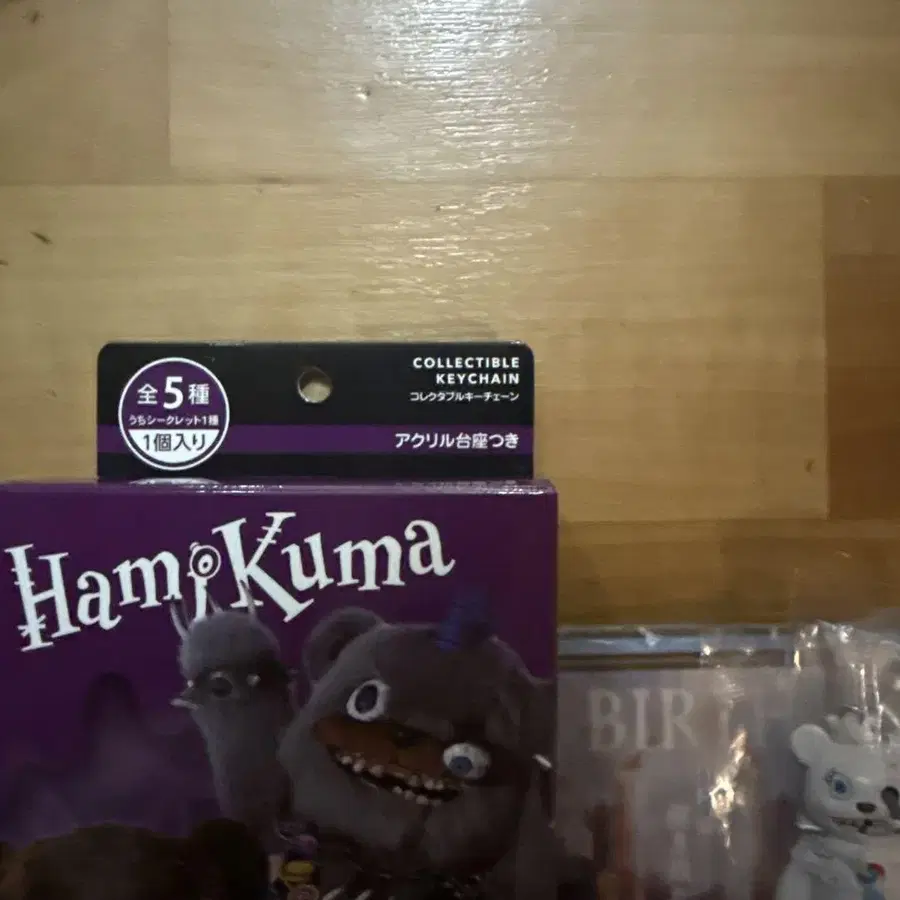 全5種
うちシークレット1種
1個入り
COLLECTIBLE
KEYCHAIN
コレクタブルキーチェーン
アクリル台座つき
HamiKuma
BIRTH